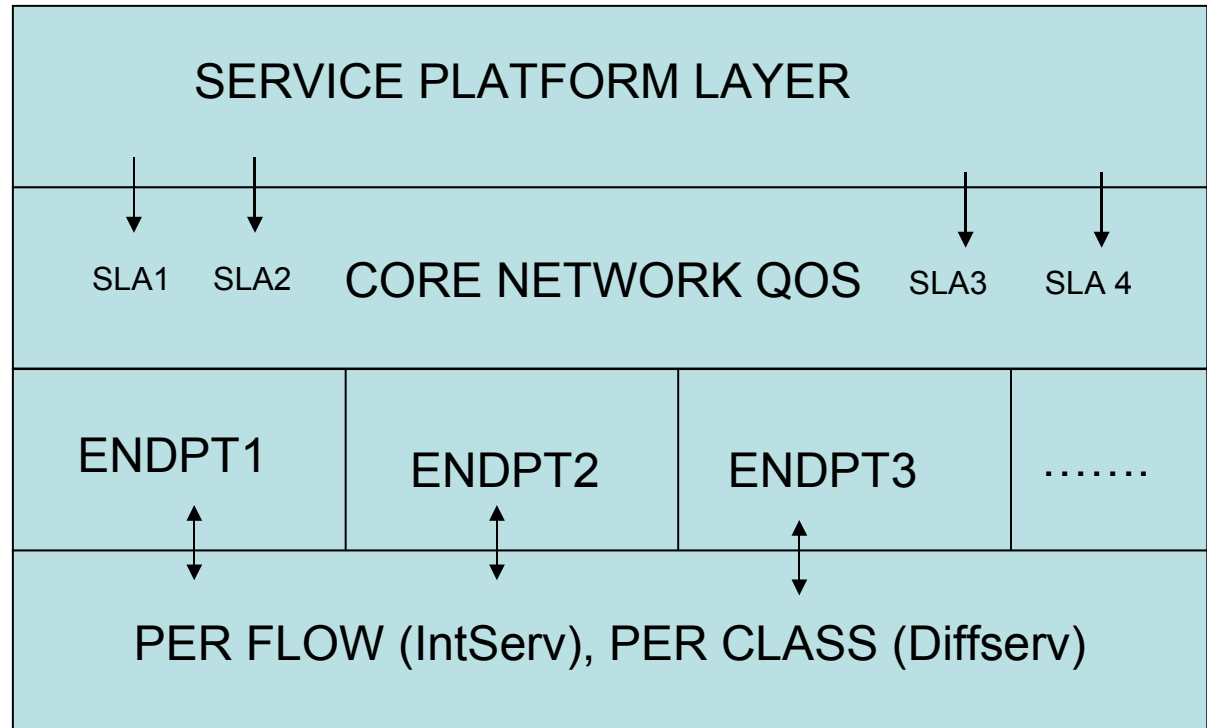 SERVICE PLATFORM LAYER
SLA1 SLA2 CORE NETWORK QOS SLA3 SLA 4
ENDPT1 ENDPT2 ENDPT3 .......
PER FLOW (IntServ), PER CLASS (Diffserv)